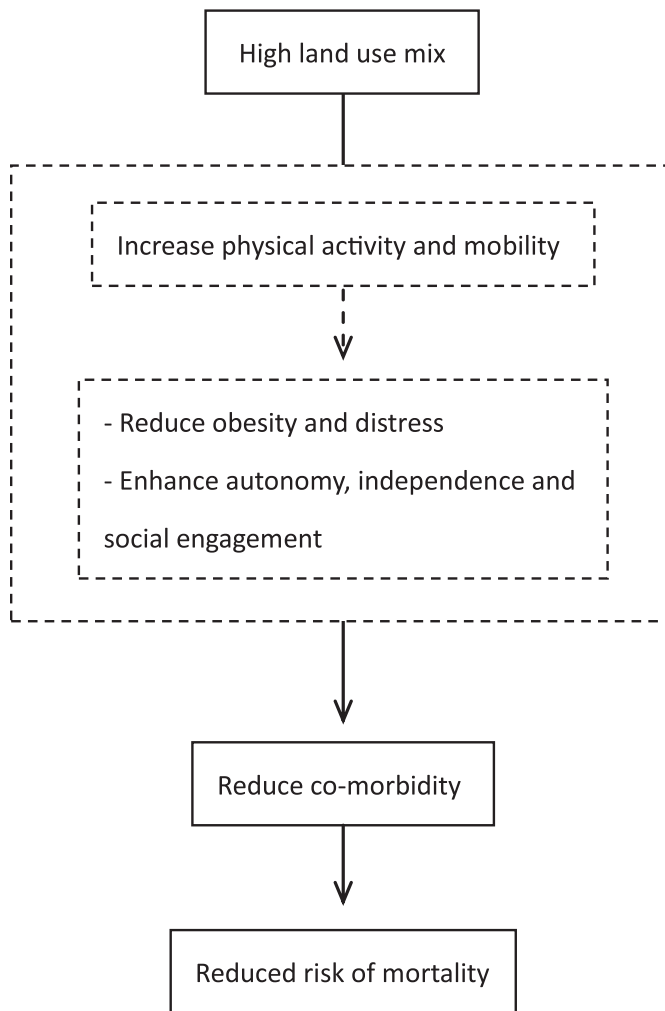 High land use mix
Increase physical activity and mobility
- Reduce obesity and distress
- Enhance autonomy, independence and
social engagement
Reduce co-morbidity
Reduced risk of mortality